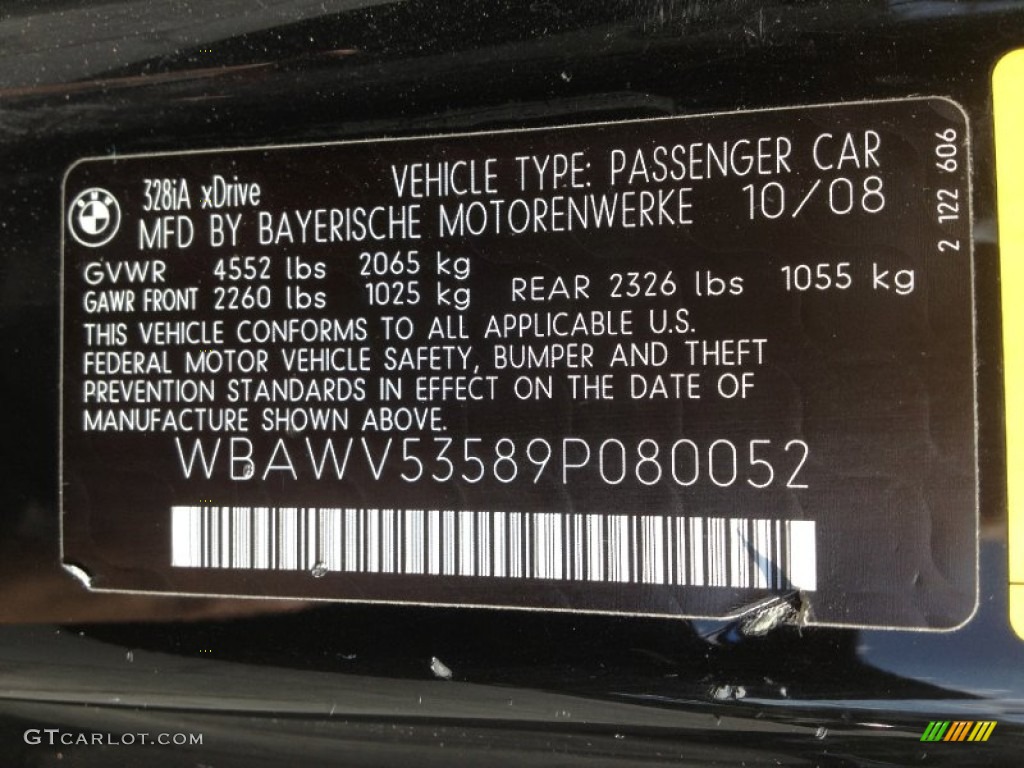 328iA xDrive VEHICLE TYPE: PASSENGER CAR
MFD BY BAYERISCHE MOTORENWERKE 10/08
GVWR 4552 lbs 2065 kg
GAWR FRONT 2260 lbs 1025 kg REAR 2326 lbs 1055 kg
THIS VEHICLE CONFORMS TO ALL APPLICABLE U.S.
FEDERAL MOTOR VEHICLE SAFETY, BUMPER AND THEFT
PREVENTION STANDARDS IN EFFECT ON THE DATE OF
MANUFACTURE SHOWN ABOVE.
WBAWV53589P080052
2 122 606
GTCARLOT.COM